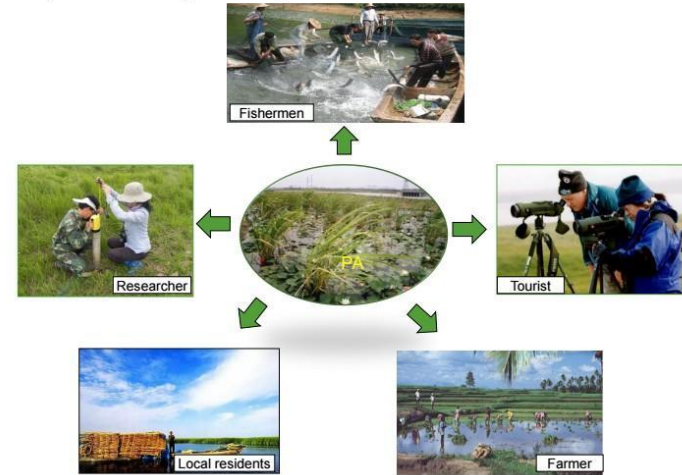 Fishermen
Researcher
PA
Tourist
Local residents
Farmer